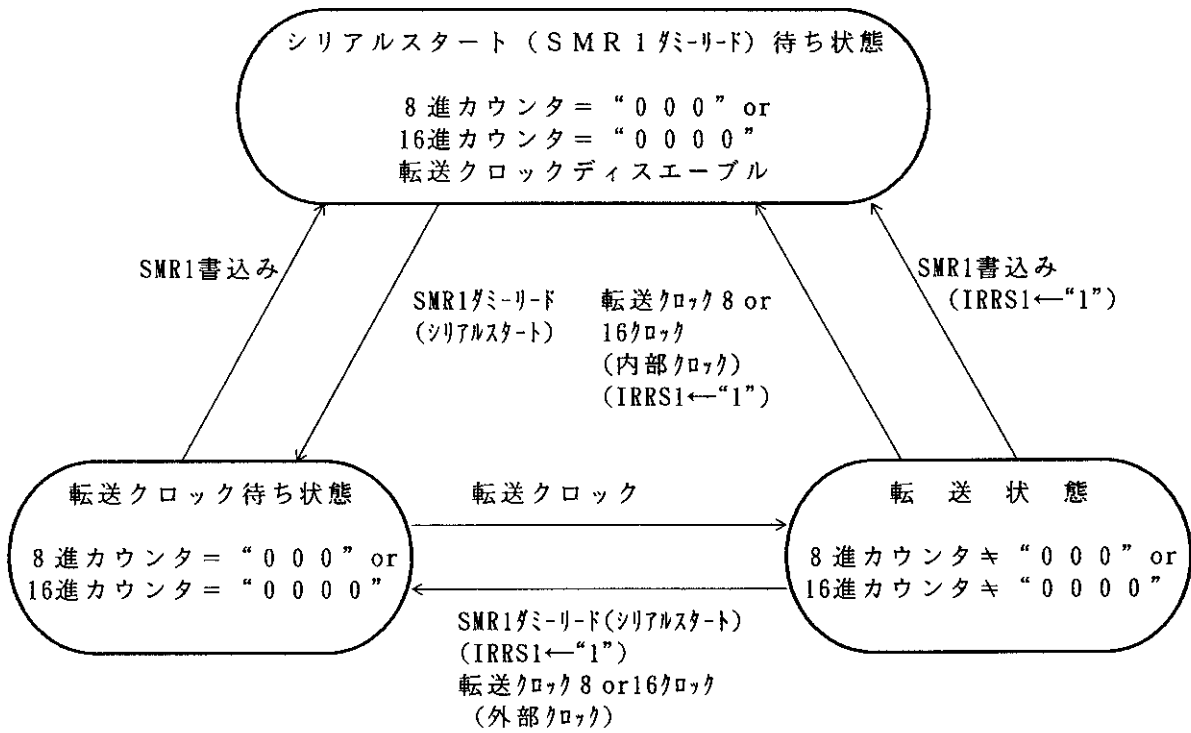 シリアルスタート（SMR1ﾀﾞﾐｰﾘｰﾄﾞ）待ち状態
8進カウンタ＝“000”or
16進カウンタ＝“0000”
転送クロックディスエーブル
SMR1書込み
SMR1ﾀﾞﾐｰﾘｰﾄﾞ
(ｼﾘｱﾙｽﾀｰﾄ)
転送ｸﾛｯｸ8 or
16ｸﾛｯｸ
(内部ｸﾛｯｸ)
(IRRS1←“1”)
SMR1書込み
(IRRS1←“1”)
転送クロック待ち状態
8進カウンタ＝“000”or
16進カウンタ＝“0000”
転送クロック
転送状態
8進カウンタ≒“000”or
16進カウンタ≒“0000”
SMR1ﾀﾞﾐｰﾘｰﾄﾞ(ｼﾘｱﾙｽﾀｰﾄ)
(IRRS1←“1”)
転送ｸﾛｯｸ8 or16ｸﾛｯｸ
(外部ｸﾛｯｸ)